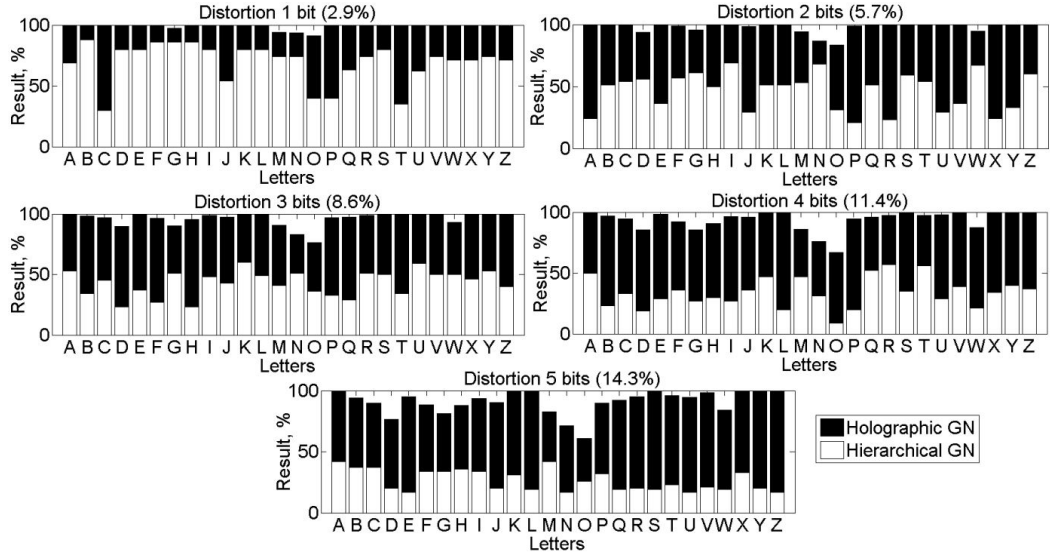 Distortion 1 bit (2.9%)
Result, %
100
50
0
A B C D E F G H I J K L M N O P Q R S T U V W X Y Z
Letters
Distortion 2 bits (5.7%)
Result, %
100
50
0
A B C D E F G H I J K L M N O P Q R S T U V W X Y Z
Letters
Distortion 3 bits (8.6%)
Result, %
100
50
0
A B C D E F G H I J K L M N O P Q R S T U V W X Y Z
Letters
Distortion 4 bits (11.4%)
Result, %
100
50
0
A B C D E F G H I J K L M N O P Q R S T U V W X Y Z
Letters
Distortion 5 bits (14.3%)
Result, %
100
50
0
A B C D E F G H I J K L M N O P Q R S T U V W X Y Z
Letters
Holographic GN
Hierarchical GN